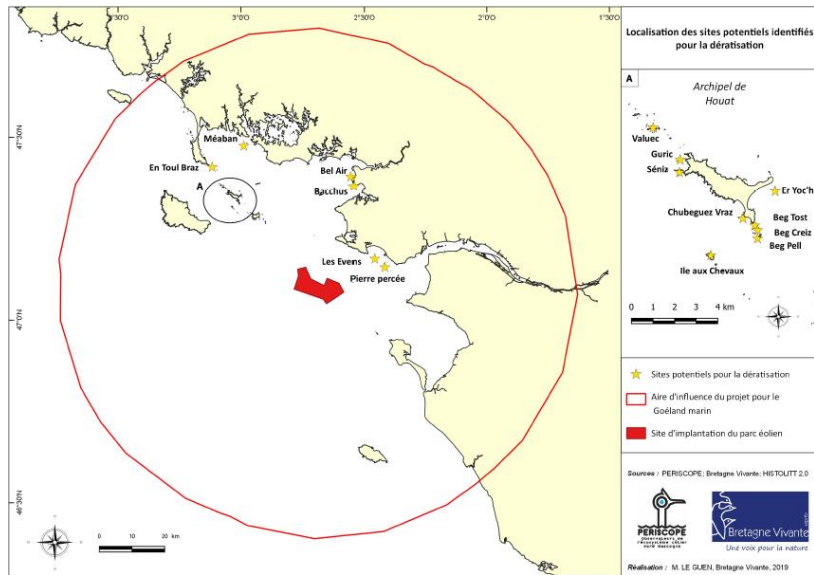 3°30'
3°0'
2°30'
2°0'
1°30'
47°30'N
47°0'N
46°30'N
Méaban
En Toul Braz
A
Bel Air
Bacchus
Les Evens
Pierre percée
0 10 20 km
Localisation des sites potentiels identifiés
pour la dératisation
A
Archipel de
Houat
Valuec
Guric
Séniz
Er Yoc'h
Chubeguez Vraz
Beg Tost
Beg Creiz
Beg Pell
Ile aux Chevaux
0 1 2 3 4 km
Sites potentiels pour la dératisation
Aire d'influence du projet pour le
Goéland marin
Site d'implantation du parc éolien
Sources : PERISCOPE; Bretagne Vivante; HISTOLITT 2.0
PERISCOPE
Bretagne Vivante
Une voix pour la nature
Réalisation : M. LE GUEN, Bretagne Vivante, 2019